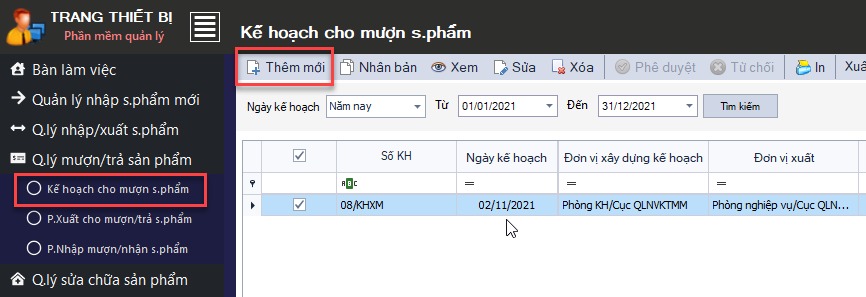 TRANG THIẾT BỊ
Phần mềm quản lý
Kế hoạch cho mượn s.phẩm
Thêm mới Nhân bản Xem Sửa Xóa Phê duyệt Từ chối In Xuấ
Bàn làm việc
Quản lý nhập s.phẩm mới
Q.lý nhập/xuất s.phẩm
Q.lý mượn/trả sản phẩm
Kế hoạch cho mượn s.phẩm
P.Xuất cho mượn/trả s.phẩm
P.Nhập mượn/nhận s.phẩm
Q.lý sửa chữa sản phẩm
Ngày kế hoạch Năm nay Từ 01/01/2021 Đến 31/12/2021 Tìm kiếm
Số KH Ngày kế hoạch Đơn vị xây dựng kế hoạch Đơn vị xuất
ABC = = =
08/KHXM 02/11/2021 Phòng KH/Cục QLNVKTMM Phòng nghiệp vụ/Cục QLN...